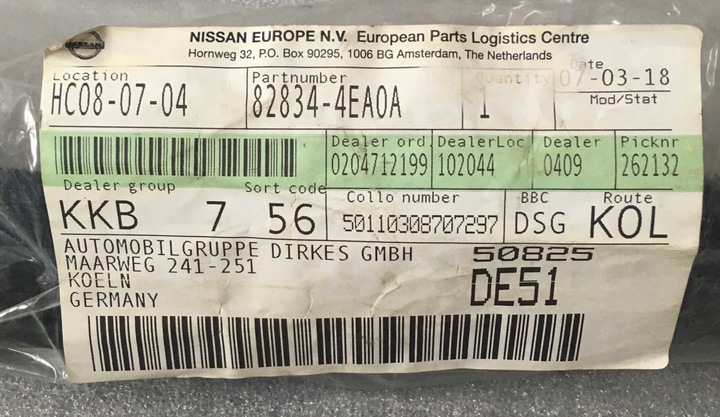 NISSAN
NISSAN EUROPE N.V. European Parts Logistics Centre
Hornweg 32, P.O. Box 90295, 1006 BG Amsterdam, The Netherlands
Location Partnumber Quantity Date
HC08-07-04 82834-4EA0A 1 07-03-18
Mod/Stat
Dealer ord. DealerLoc Dealer Picknr
0204712199 102044 0409 262132
Dealer group Sort code Collo number BBC Route
KKB 7 56 50110308707297 DSG KOL
AUTOMOBILGRUPPE DIRKES GMBH 50825
MAARWEG 241-251
KOELN DE51
GERMANY